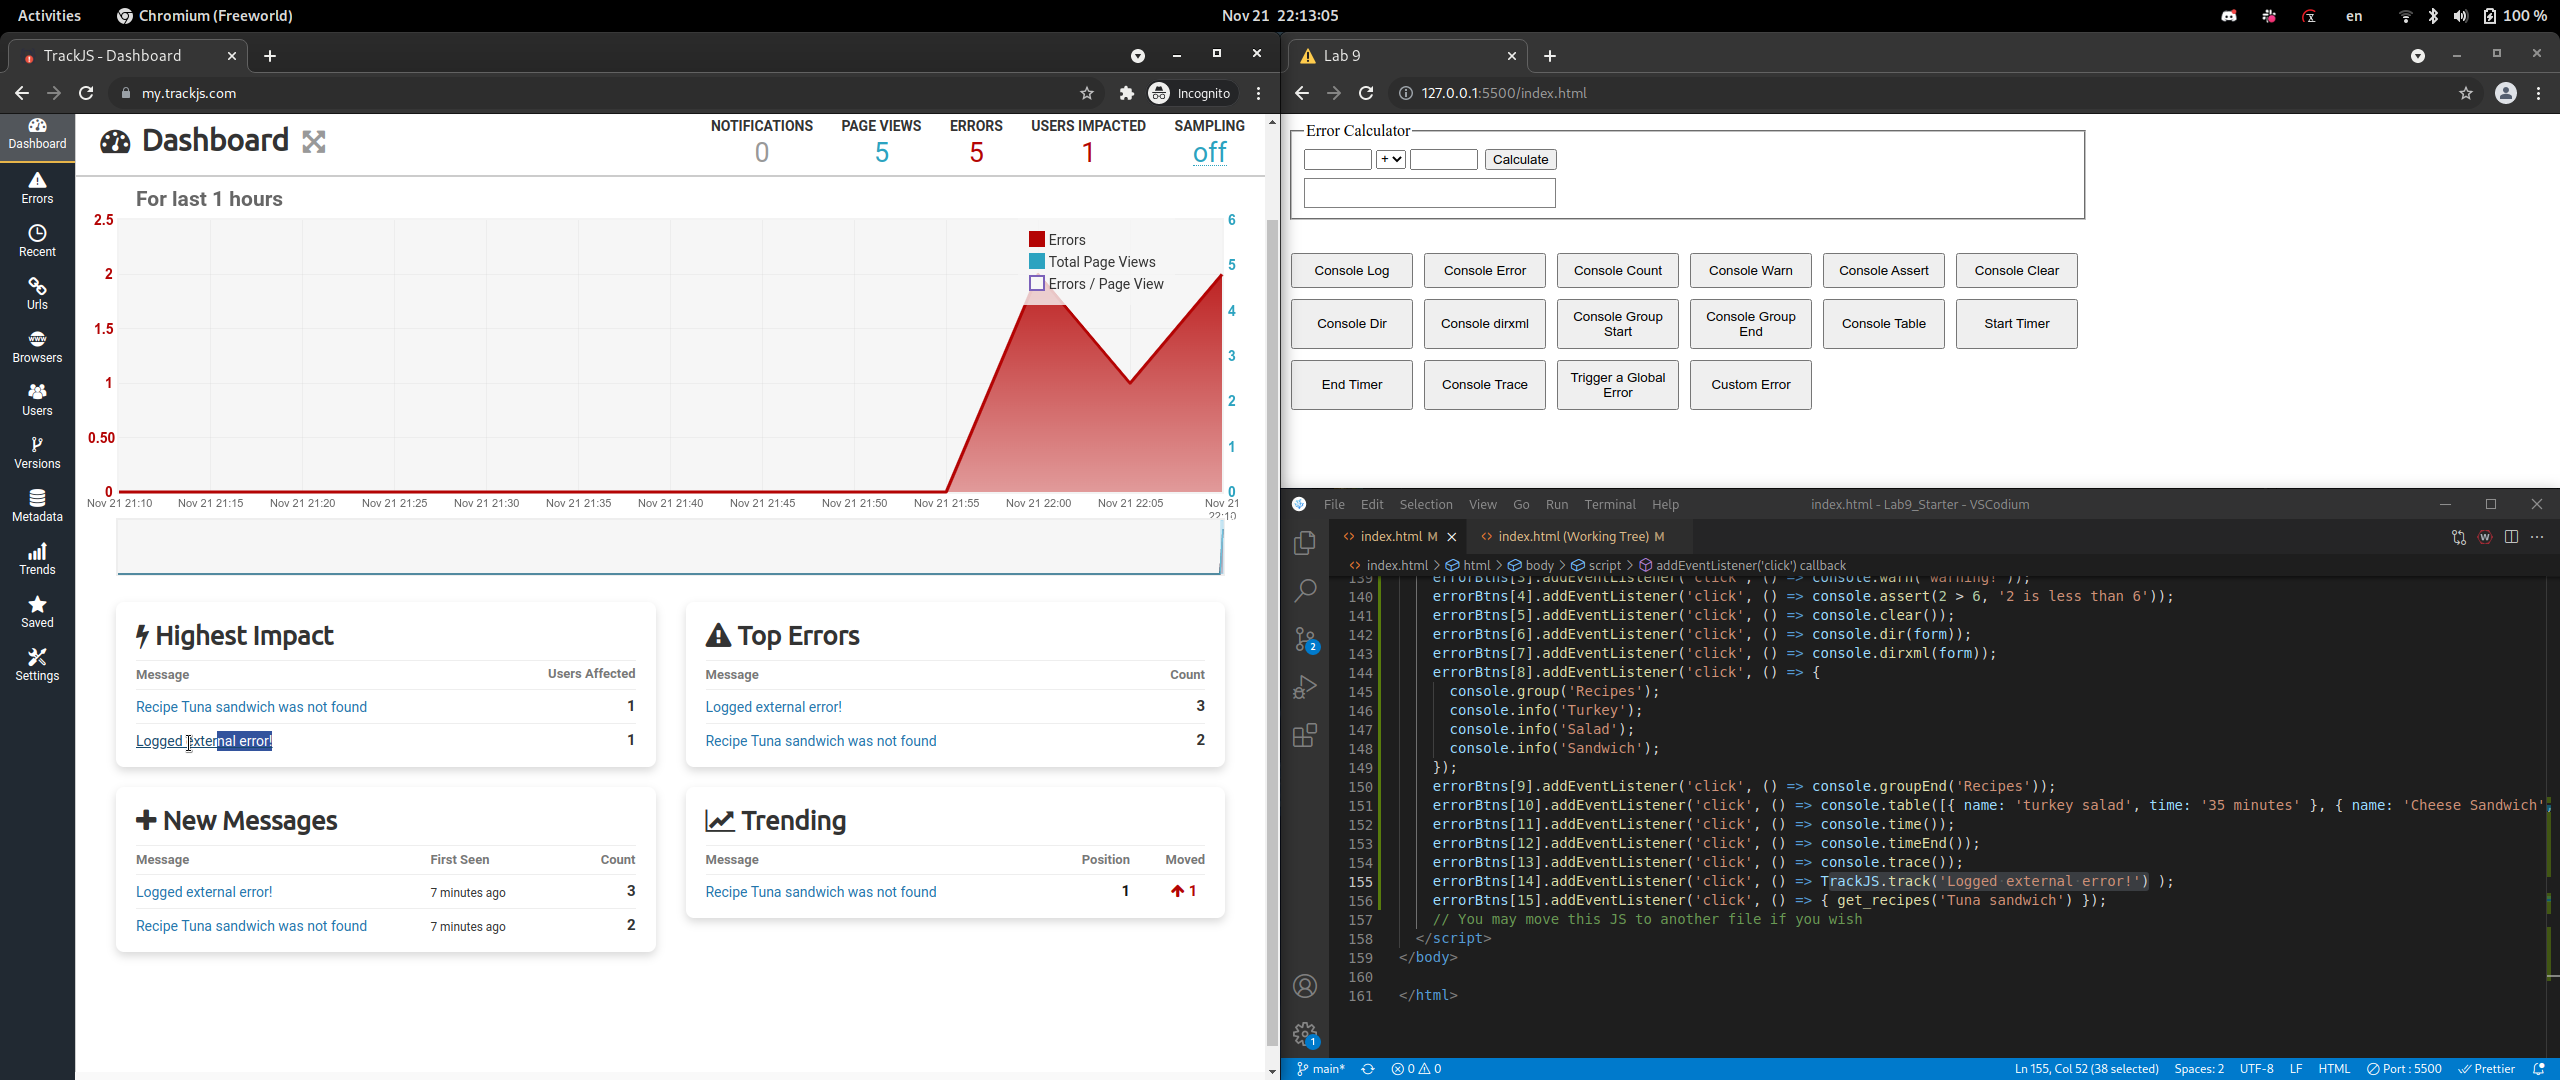 Activities
Chromium (Freeworld)
Nov 21 22:13:05
en
100 %
TrackJS - Dashboard
my.trackjs.com
Incognito
Dashboard
Errors
Recent
Urls
Browsers
Users
Versions
Metadata
Trends
Saved
Settings
Dashboard
NOTIFICATIONS PAGE VIEWS ERRORS USERS IMPACTED SAMPLING
0 5 5 1 off
For last 1 hours
2.5
2
1.5
1
0.50
0
6
5
4
3
2
1
0
Errors
Total Page Views
Errors / Page View
Nov 21 21:10 Nov 21 21:15 Nov 21 21:20 Nov 21 21:25 Nov 21 21:30 Nov 21 21:35 Nov 21 21:40 Nov 21 21:45 Nov 21 21:50 Nov 21 21:55 Nov 21 22:00 Nov 21 22:05 Nov 21 22:10
Highest Impact
Message Users Affected
Recipe Tuna sandwich was not found 1
Logged external error! 1
Top Errors
Message Count
Logged external error! 3
Recipe Tuna sandwich was not found 2
New Messages
Message First Seen Count
Logged external error! 7 minutes ago 3
Recipe Tuna sandwich was not found 7 minutes ago 2
Trending
Message Position Moved
Recipe Tuna sandwich was not found 1 1
Lab 9
127.0.0.1:5500/index.html
Error Calculator
+
Calculate
Console Log Console Error Console Count Console Warn Console Assert Console Clear
Console Dir Console dirxml Console Group Start Console Group End Console Table Start Timer
End Timer Console Trace Trigger a Global Error Custom Error
File Edit Selection View Go Run Terminal Help
index.html - Lab9_Starter - VSCodium
index.html M
index.html (Working Tree) M
index.html > html > body > script > addEventListener('click') callback
139 errorBtns[3].addEventListener('click', () => console.warn('Warning!'));
140 errorBtns[4].addEventListener('click', () => console.assert(2 > 6, '2 is less than 6'));
141 errorBtns[5].addEventListener('click', () => console.clear());
142 errorBtns[6].addEventListener('click', () => console.dir(form));
143 errorBtns[7].addEventListener('click', () => console.dirxml(form));
144 errorBtns[8].addEventListener('click', () => {
145 console.group('Recipes');
146 console.info('Turkey');
147 console.info('Salad');
148 console.info('Sandwich');
149 });
150 errorBtns[9].addEventListener('click', () => console.groupEnd('Recipes'));
151 errorBtns[10].addEventListener('click', () => console.table([{ name: 'turkey salad', time: '35 minutes' }, { name: 'Cheese Sandwich',
152 errorBtns[11].addEventListener('click', () => console.time());
153 errorBtns[12].addEventListener('click', () => console.timeEnd());
154 errorBtns[13].addEventListener('click', () => console.trace());
155 errorBtns[14].addEventListener('click', () => TrackJS.track('Logged external error!') );
156 errorBtns[15].addEventListener('click', () => { get_recipes('Tuna sandwich') });
157 // You may move this JS to another file if you wish
158 </script>
159 </body>
160
161 </html>
2
1
main* 0 0
Ln 155, Col 52 (38 selected) Spaces: 2 UTF-8 LF HTML Port : 5500 Prettier